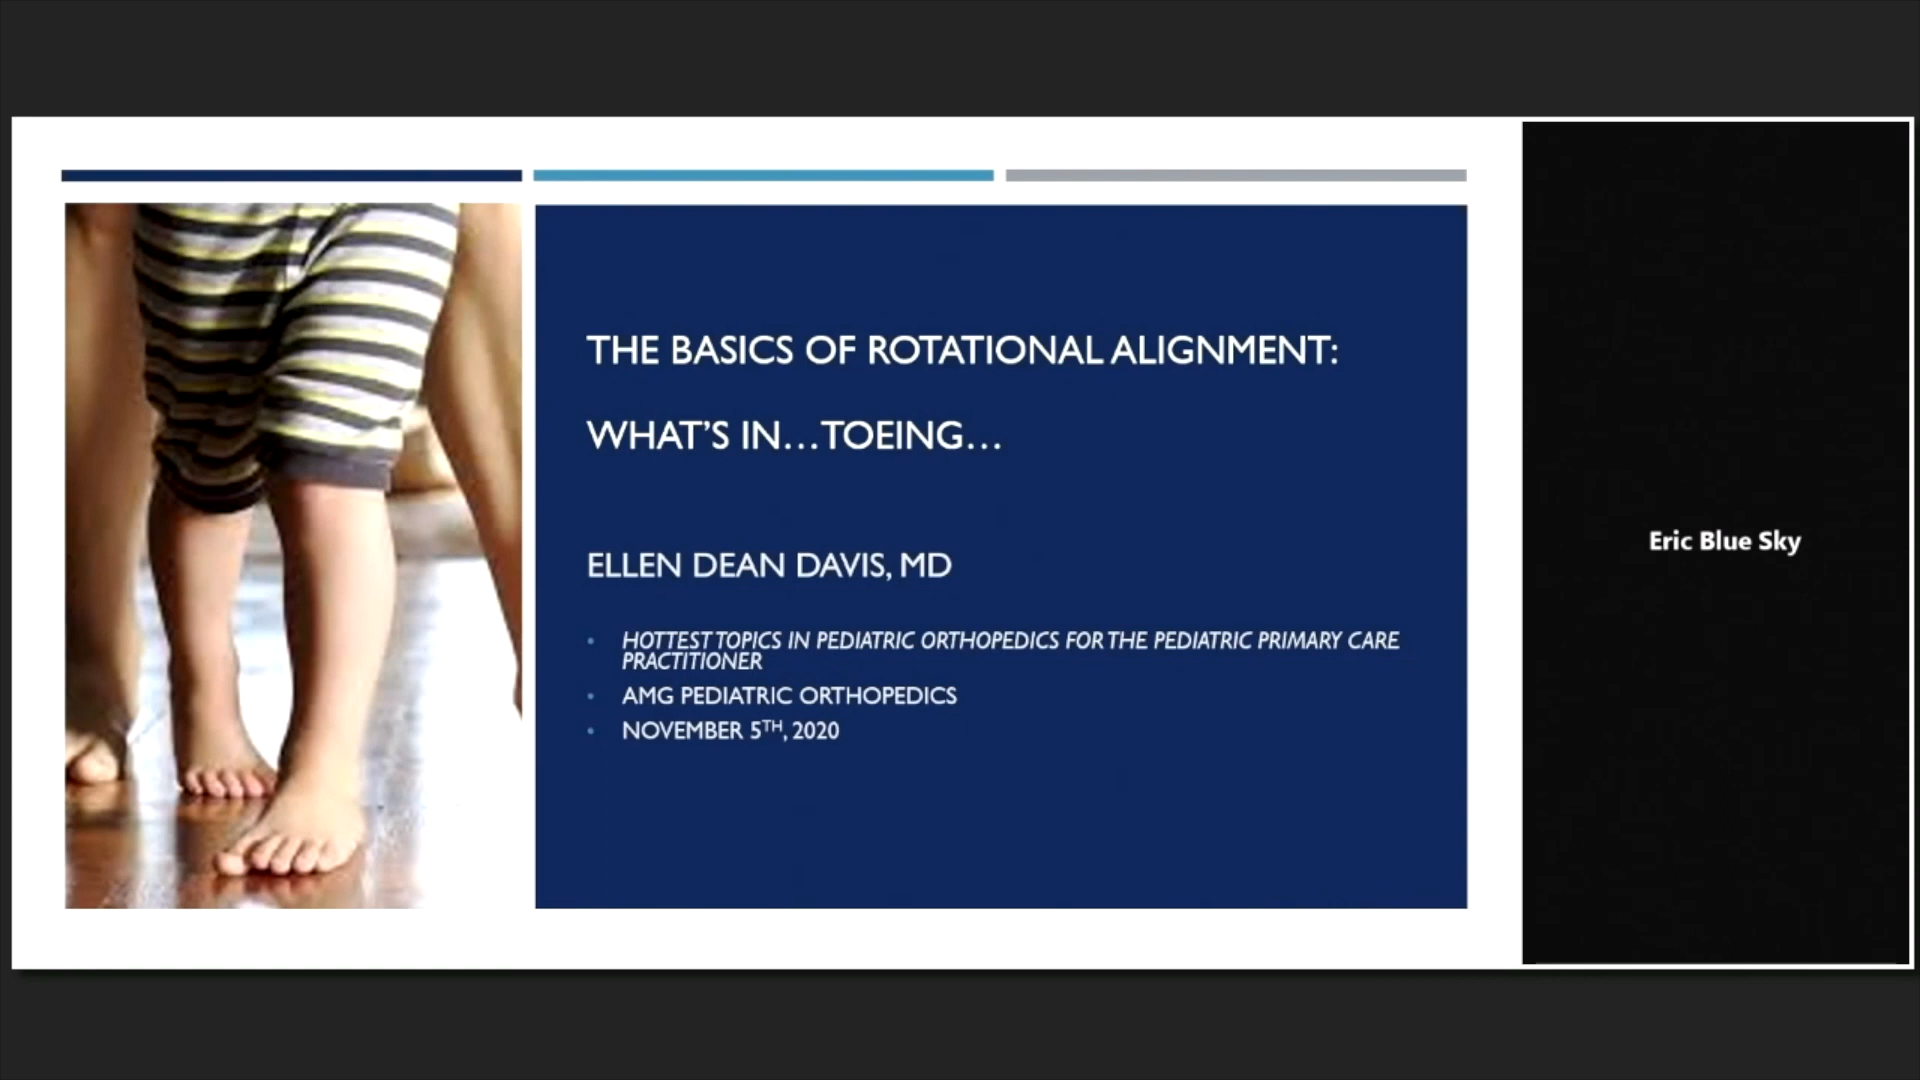 THE BASICS OF ROTATIONAL ALIGNMENT:
WHAT’S IN…TOEING…
ELLEN DEAN DAVIS, MD
• HOTTEST TOPICS IN PEDIATRIC ORTHOPEDICS FOR THE PEDIATRIC PRIMARY CARE
PRACTITIONER
• AMG PEDIATRIC ORTHOPEDICS
• NOVEMBER 5TH, 2020
Eric Blue Sky